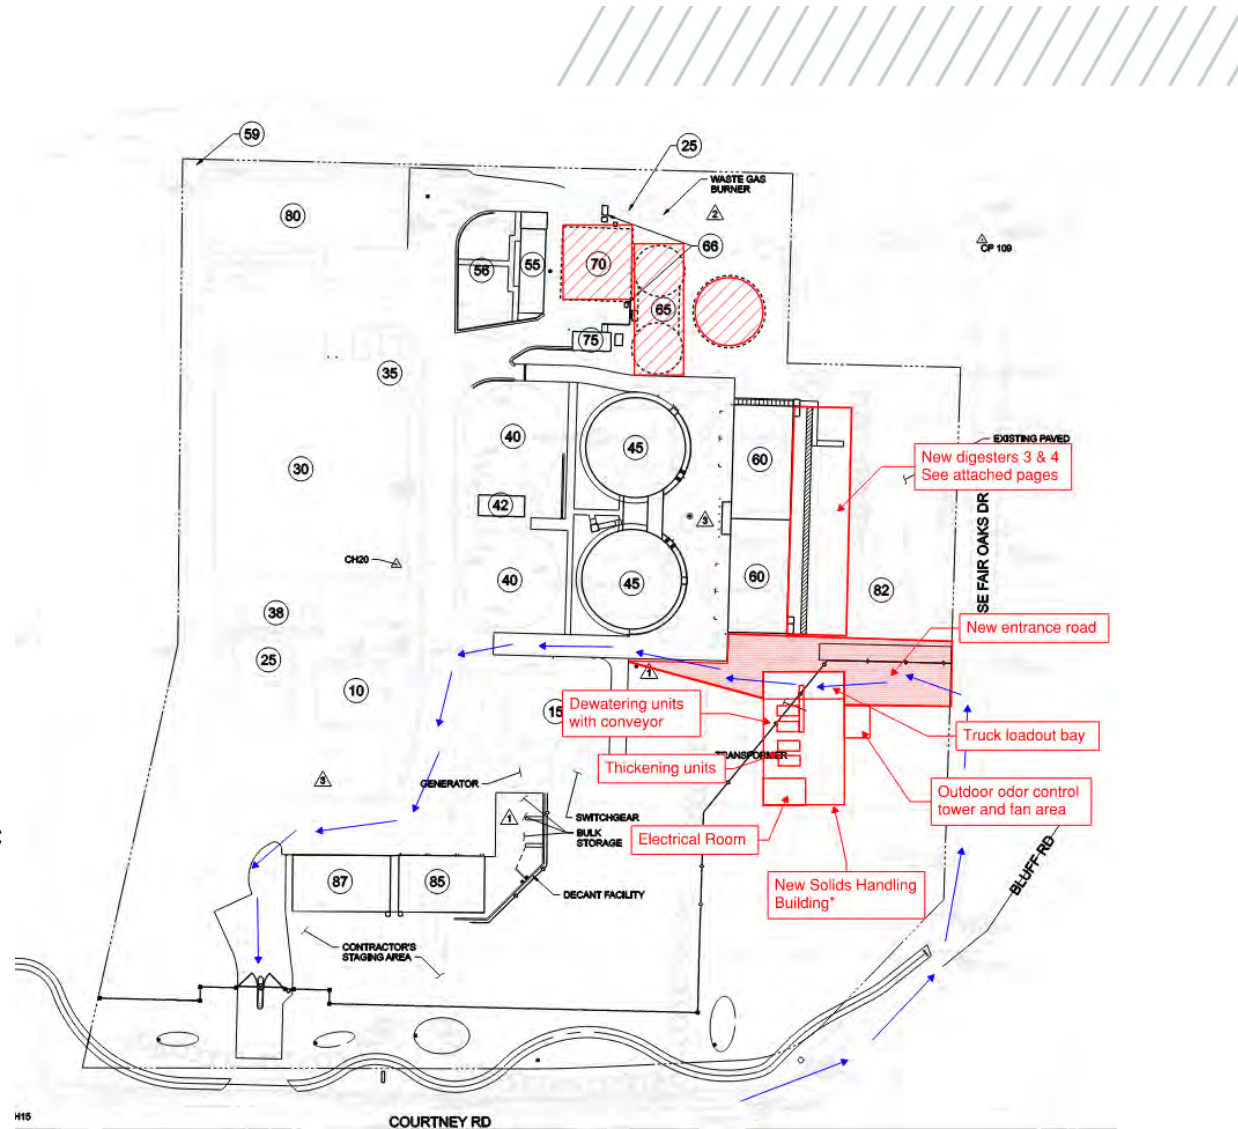 59
25
WASTE GAS
BURNER
2
80
66
CP 109
56
55
70
65
75
35
40
45
60
EXISTING PAVED
New digesters 3 & 4
See attached pages
30
42
3
SE FAIR OAKS DR
CH20
40
45
60
82
38
New entrance road
25
1
10
15
Dewatering units
with conveyor
Truck loadout bay
TRANSFORMER
Thickening units
3
GENERATOR
Outdoor odor control
tower and fan area
1
SWITCHGEAR
BULK
STORAGE
Electrical Room
BLUFF RD
87
85
DECANT FACILITY
New Solids Handling
Building*
CONTRACTOR'S
STAGING AREA
H15
COURTNEY RD